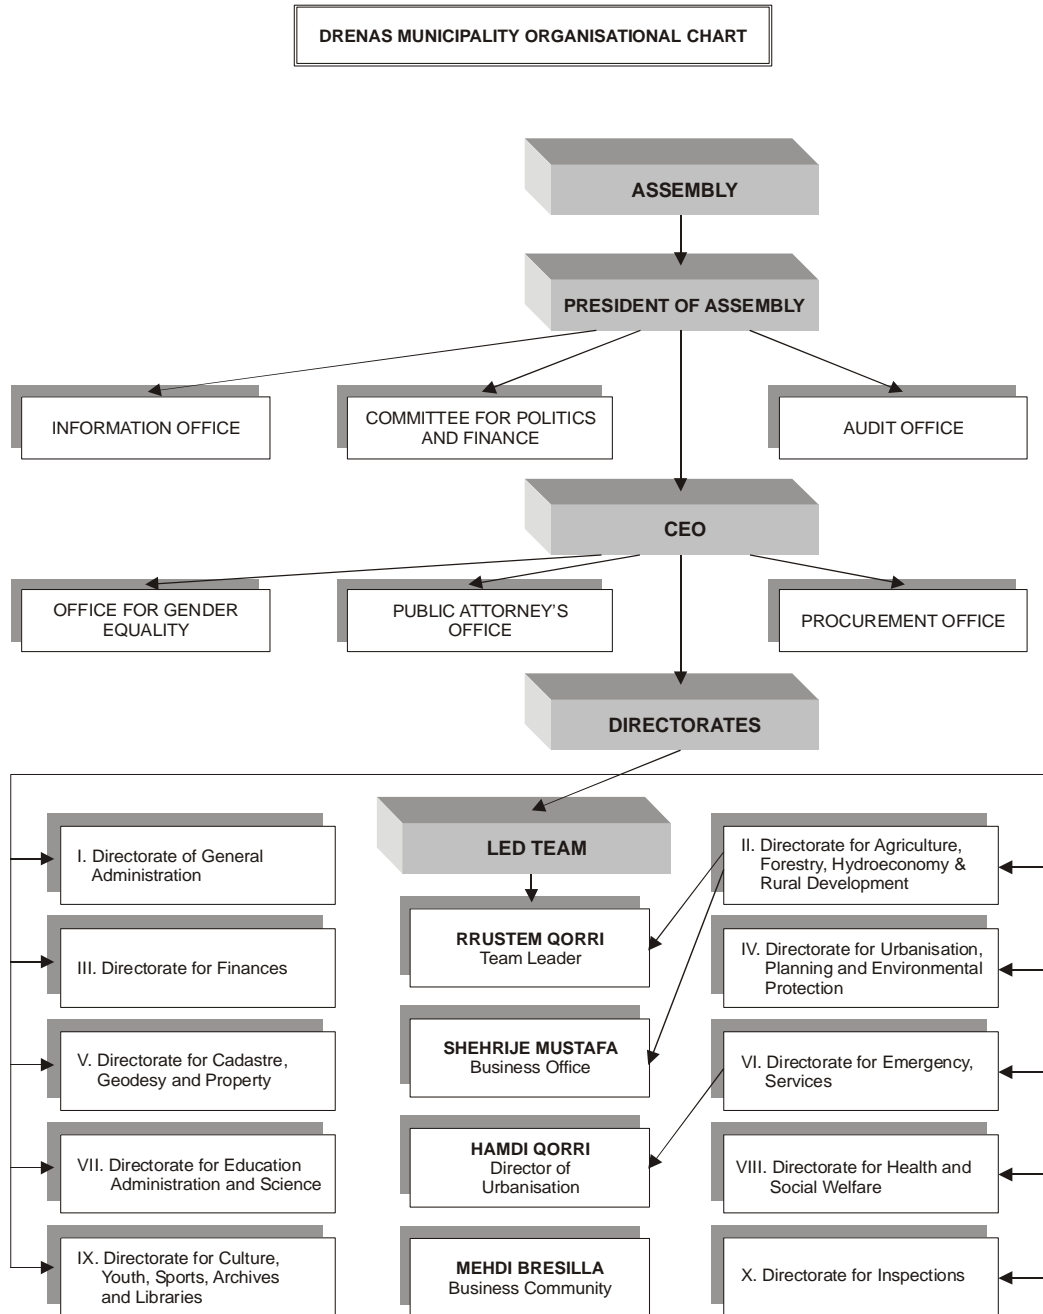 DRENAS MUNICIPALITY ORGANISATIONAL CHART
ASSEMBLY
PRESIDENT OF ASSEMBLY
INFORMATION OFFICE
COMMITTEE FOR POLITICS
AND FINANCE
AUDIT OFFICE
CEO
OFFICE FOR GENDER
EQUALITY
PUBLIC ATTORNEY’S
OFFICE
PROCUREMENT OFFICE
DIRECTORATES
LED TEAM
I. Directorate of General
Administration
II. Directorate for Agriculture,
Forestry, Hydroeconomy &
Rural Development
RRUSTEM QORRI
Team Leader
III. Directorate for Finances
IV. Directorate for Urbanisation,
Planning and Environmental
Protection
SHEHRIJE MUSTAFA
Business Office
V. Directorate for Cadastre,
Geodesy and Property
VI. Directorate for Emergency,
Services
HAMDI QORRI
Director of
Urbanisation
VII. Directorate for Education
Administration and Science
VIII. Directorate for Health and
Social Welfare
MEHDI BRESILLA
Business Community
IX. Directorate for Culture,
Youth, Sports, Archives
and Libraries
X. Directorate for Inspections